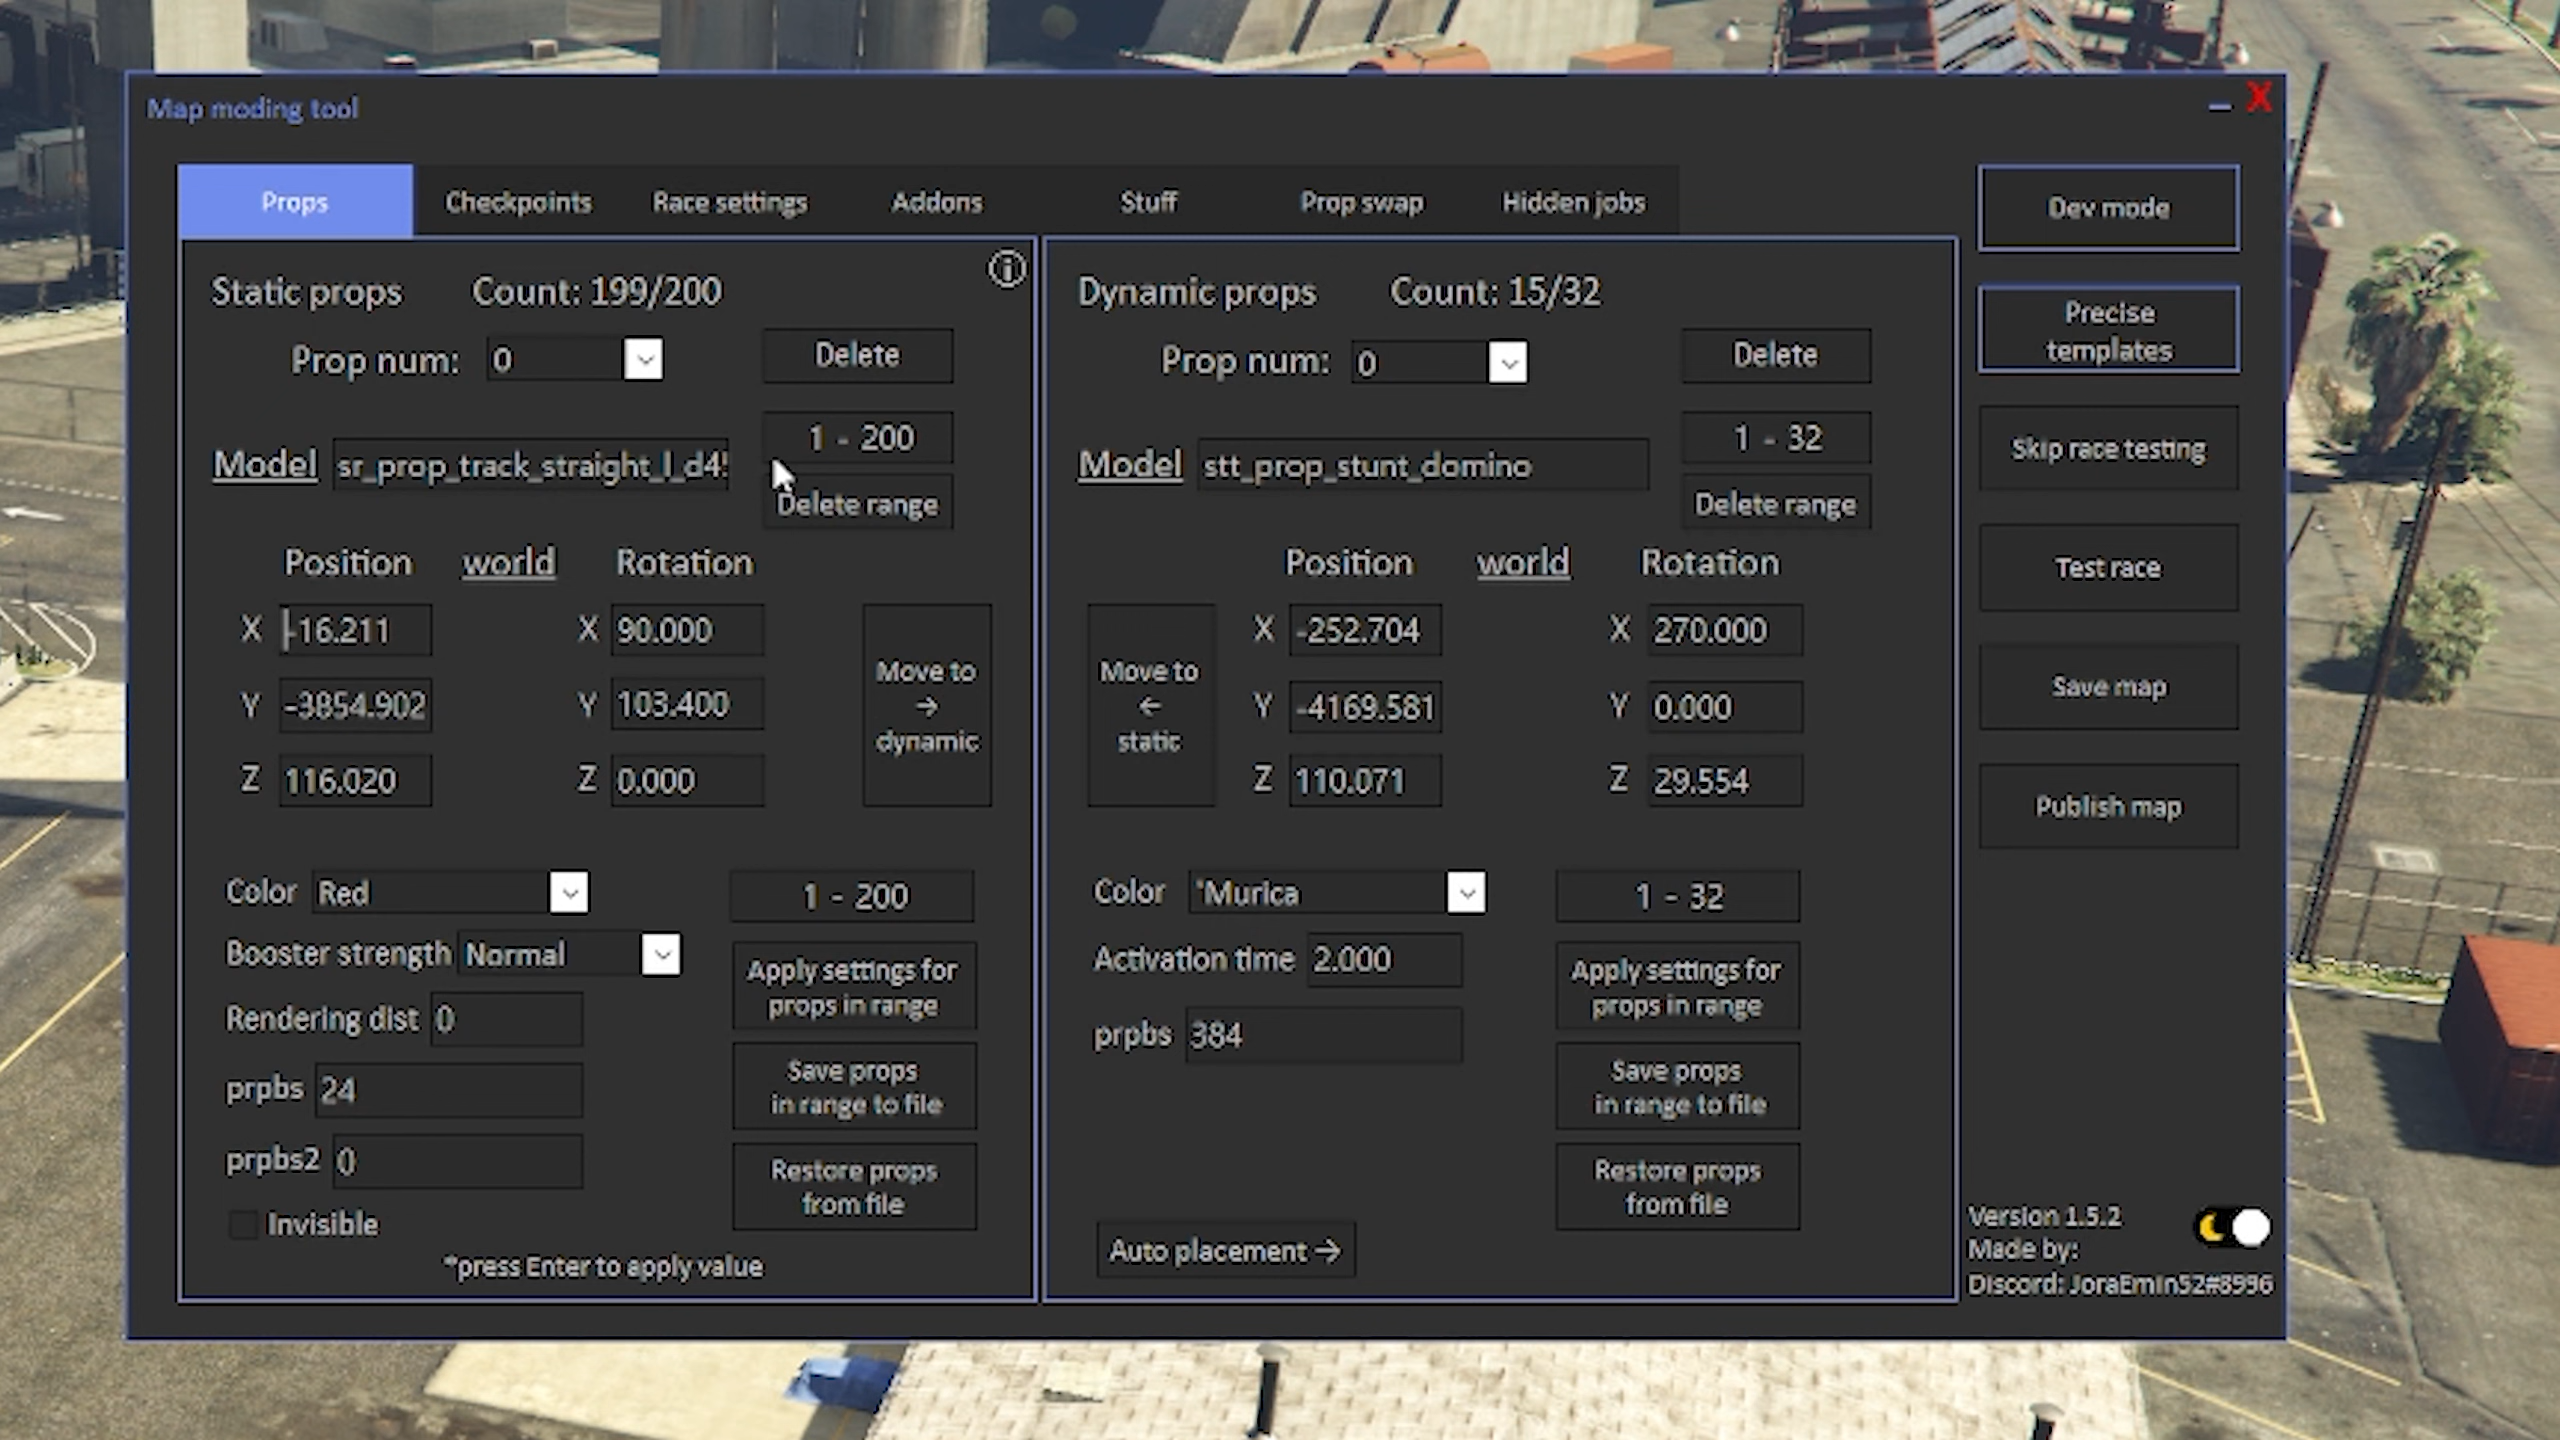 Map moding tool
X
Props
Checkpoints
Race settings
Addons
Stuff
Prop swap
Hidden jobs
Static props
Count: 199/200
Prop num: 0
Delete
Model sr_prop_track_straight_l_d4
1 - 200
Delete range
Position world Rotation
X -16.211 X 90.000
Y -3854.902 Y 103.400
Z 116.020 Z 0.000
Move to
→
dynamic
Color Red
Booster strength Normal
Rendering dist 0
prpbs 24
prpbs2 0
Invisible
1 - 200
Apply settings for
props in range
Save props
in range to file
Restore props
from file
*press Enter to apply value
Dynamic props
Count: 15/32
Prop num: 0
Delete
Model stt_prop_stunt_domino
1 - 32
Delete range
Position world Rotation
Move to
←
static
X -252.704 X 270.000
Y -4169.581 Y 0.000
Z 110.071 Z 29.554
Color 'Murica
Activation time 2.000
prpbs 384
1 - 32
Apply settings for
props in range
Save props
in range to file
Restore props
from file
Auto placement →
Dev mode
Precise
templates
Skip race testing
Test race
Save map
Publish map
Version 1.5.2
Made by:
Discord: JoraEmin52#8996